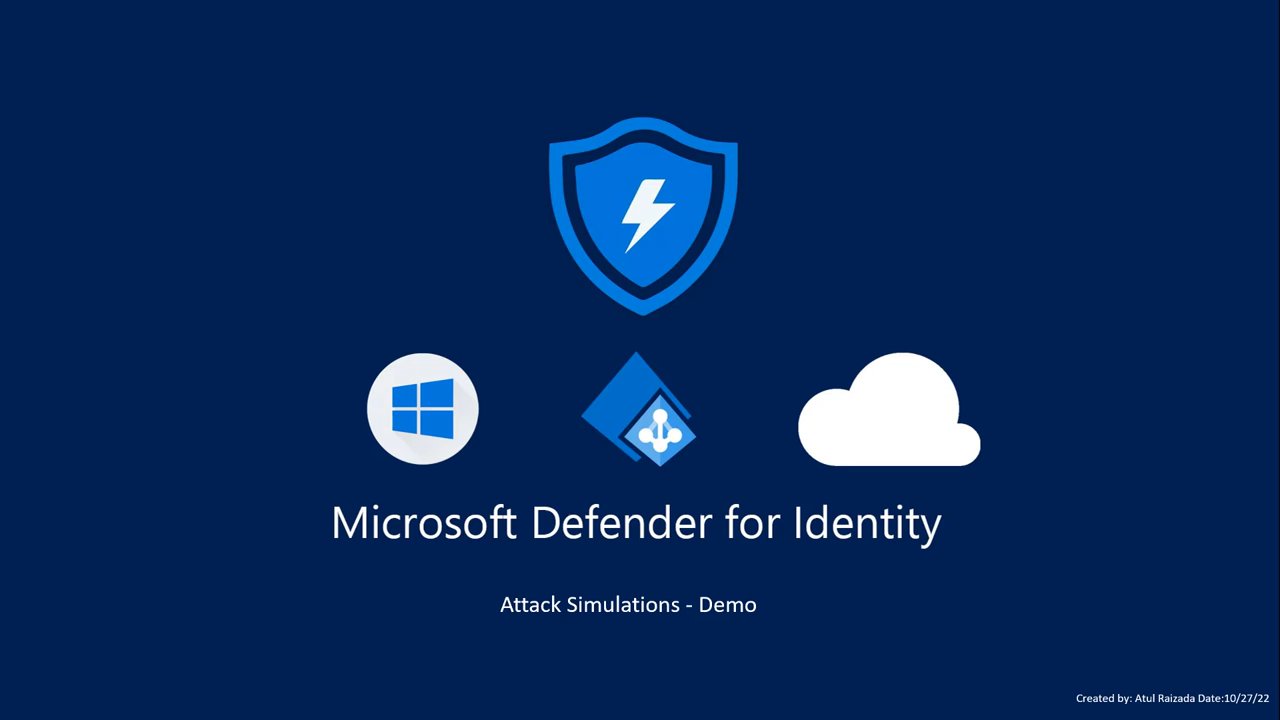 Microsoft Defender for Identity
Attack Simulations - Demo
Created by: Atul Raizada Date:10/27/22